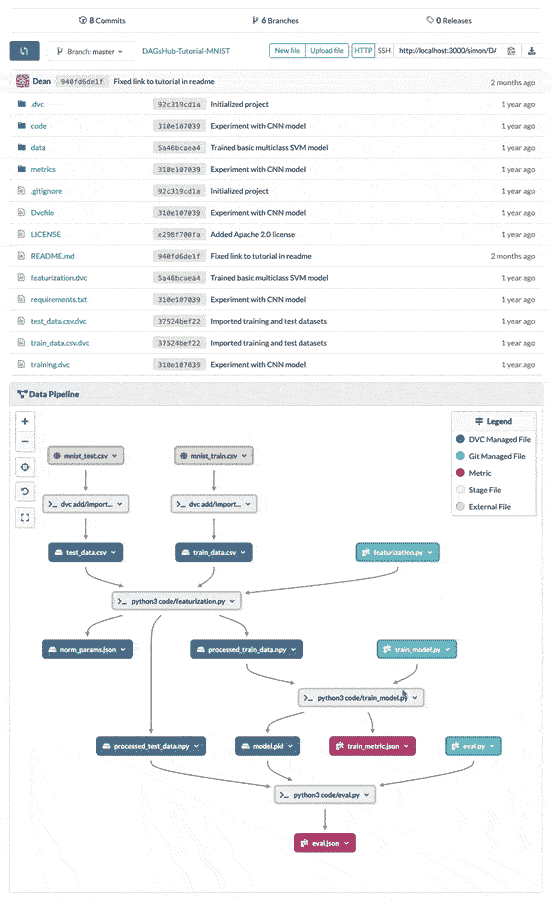 8 Commits 6 Branches 0 Releases
Branch: master DAGsHub-Tutorial-MNIST New file Upload file HTTP SSH http://localhost:3000/simon/DA
Dean 940fd6de1f Fixed link to tutorial in readme 2 months ago
.dvc 92c319cd1a Initialized project 1 year ago
code 310e107039 Experiment with CNN model 1 year ago
data 5a46bcaea4 Trained basic multiclass SVM model 1 year ago
metrics 310e107039 Experiment with CNN model 1 year ago
.gitignore 92c319cd1a Initialized project 1 year ago
Dvcfile 310e107039 Experiment with CNN model 1 year ago
LICENSE e298f700fa Added Apache 2.0 license 1 year ago
README.md 940fd6de1f Fixed link to tutorial in readme 2 months ago
featurization.dvc 5a46bcaea4 Trained basic multiclass SVM model 1 year ago
requirements.txt 310e107039 Experiment with CNN model 1 year ago
test_data.csv.dvc 37524bef22 Imported training and test datasets 1 year ago
train_data.csv.dvc 37524bef22 Imported training and test datasets 1 year ago
training.dvc 310e107039 Experiment with CNN model 1 year ago
Data Pipeline
Legend
DVC Managed File
Git Managed File
Metric
Stage File
External File
mnist_test.csv mnist_train.csv
>_ dvc add/import... >_ dvc add/import...
test_data.csv train_data.csv featurization.py
>_ python3 code/featurization.py
norm_params.json processed_train_data.npy train_model.py
>_ python3 code/train_model.py
processed_test_data.npy model.pkl train_metric.json eval.py
>_ python3 code/eval.py
eval.json